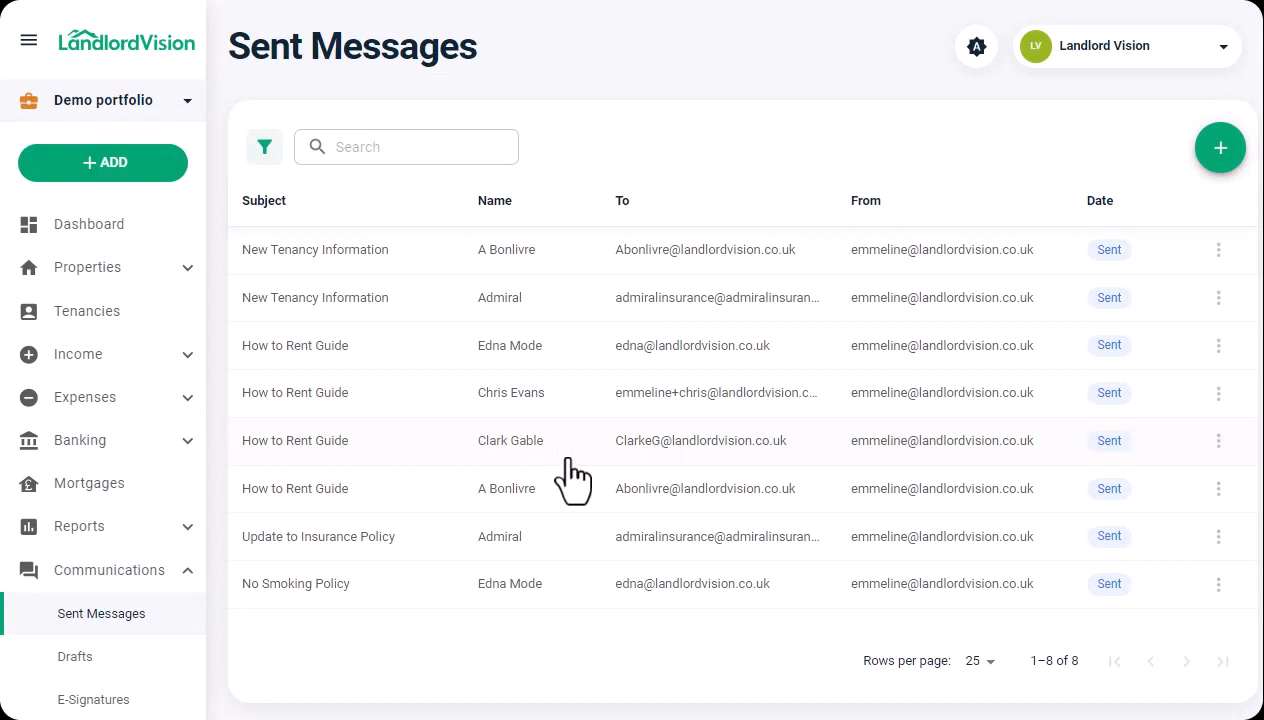 LandlordVision
Sent Messages
A
LV
Landlord Vision
Demo portfolio
+ ADD
Search
+
Subject Name To From Date
Dashboard
New Tenancy Information A Bonlivre Abonlivre@landlordvision.co.uk emmeline@landlordvision.co.uk Sent
Properties
New Tenancy Information Admiral admiralinsurance@admiralinsuran... emmeline@landlordvision.co.uk Sent
Tenancies
How to Rent Guide Edna Mode edna@landlordvision.co.uk emmeline@landlordvision.co.uk Sent
Income
How to Rent Guide Chris Evans emmeline+chris@landlordvision.c... emmeline@landlordvision.co.uk Sent
Expenses
How to Rent Guide Clark Gable ClarkeG@landlordvision.co.uk emmeline@landlordvision.co.uk Sent
Banking
How to Rent Guide A Bonlivre Abonlivre@landlordvision.co.uk emmeline@landlordvision.co.uk Sent
Mortgages
Update to Insurance Policy Admiral admiralinsurance@admiralinsuran... emmeline@landlordvision.co.uk Sent
Reports
No Smoking Policy Edna Mode edna@landlordvision.co.uk emmeline@landlordvision.co.uk Sent
Communications
Sent Messages
Drafts
E-Signatures
Rows per page: 25 1–8 of 8